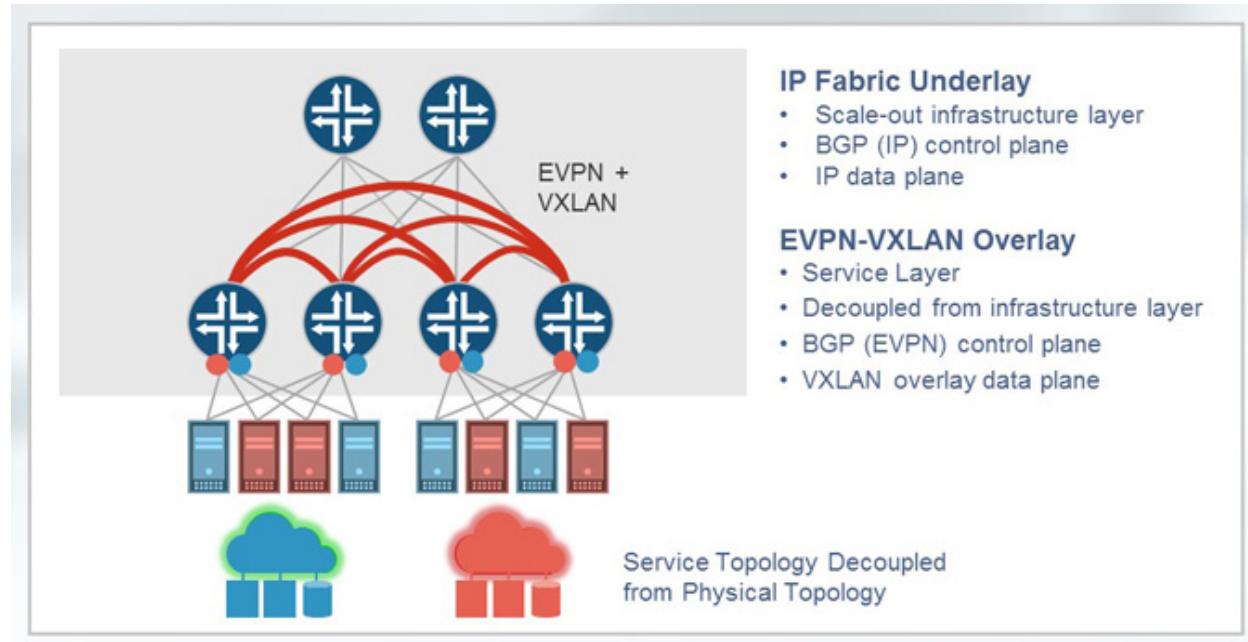 EVPN +
VXLAN
IP Fabric Underlay
• Scale-out infrastructure layer
• BGP (IP) control plane
• IP data plane
EVPN-VXLAN Overlay
• Service Layer
• Decoupled from infrastructure layer
• BGP (EVPN) control plane
• VXLAN overlay data plane
Service Topology Decoupled
from Physical Topology